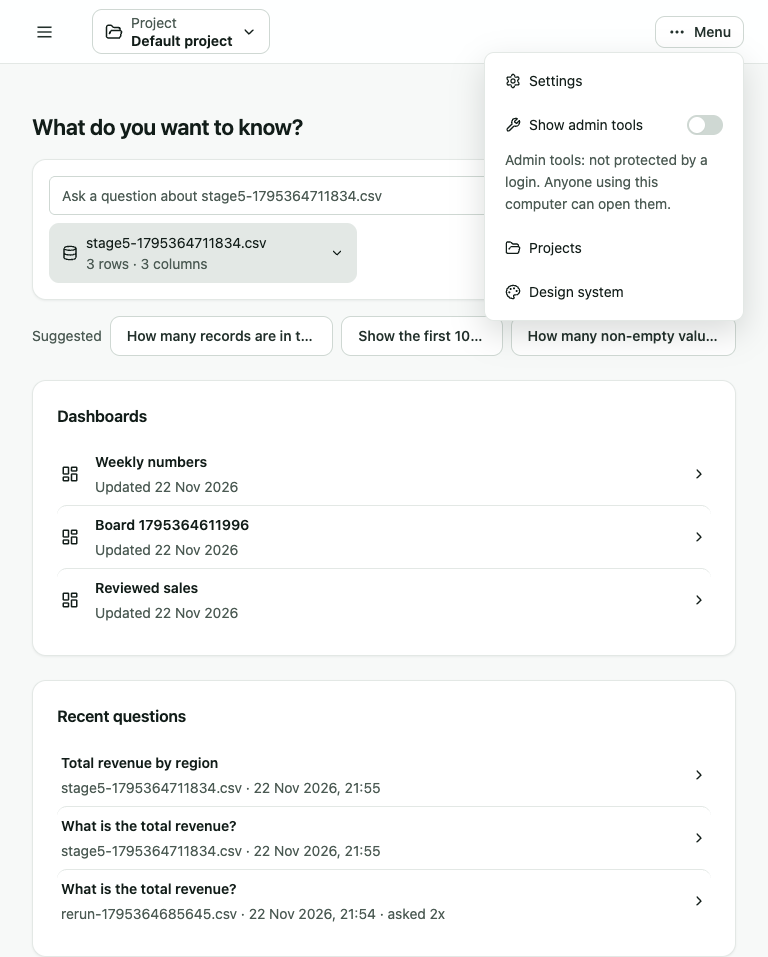 Project
Default project
Menu
Settings
Show admin tools
Admin tools: not protected by a
login. Anyone using this
computer can open them.
Projects
Design system
What do you want to know?
Ask a question about stage5-1795364711834.csv
stage5-1795364711834.csv
3 rows · 3 columns
Suggested
How many records are in t...
Show the first 10...
How many non-empty valu...
Dashboards
Weekly numbers
Updated 22 Nov 2026
Board 1795364611996
Updated 22 Nov 2026
Reviewed sales
Updated 22 Nov 2026
Recent questions
Total revenue by region
stage5-1795364711834.csv · 22 Nov 2026, 21:55
What is the total revenue?
stage5-1795364711834.csv · 22 Nov 2026, 21:55
What is the total revenue?
rerun-1795364685645.csv · 22 Nov 2026, 21:54 · asked 2x